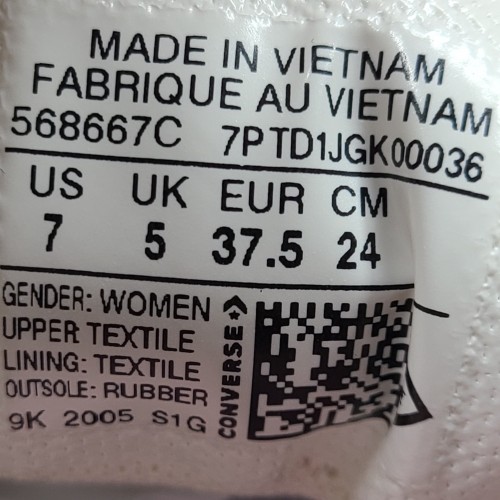 MADE IN VIETNAM
FABRIQUE AU VIETNAM
568667C 7PTD1JGK00036
US UK EUR CM
7 5 37.5 24
GENDER: WOMEN
UPPER TEXTILE
LINING: TEXTILE
OUTSOLE: RUBBER
9K 2005 S1G
CONVERSE